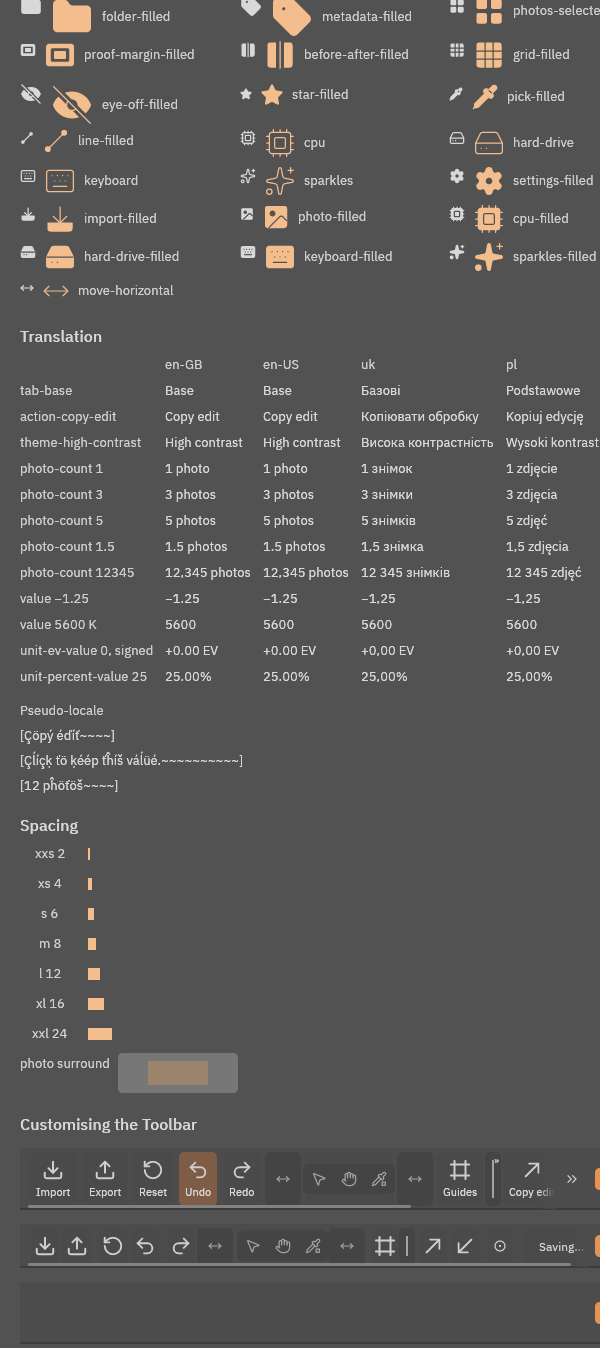 folder-filled metadata-filled photos-selecte
proof-margin-filled before-after-filled grid-filled
eye-off-filled star-filled pick-filled
line-filled cpu hard-drive
keyboard sparkles settings-filled
import-filled photo-filled cpu-filled
hard-drive-filled keyboard-filled sparkles-filled
move-horizontal
Translation
en-GB en-US uk pl
tab-base Base Base Базові Podstawowe
action-copy-edit Copy edit Copy edit Копіювати обробку Kopiuj edycję
theme-high-contrast High contrast High contrast Висока контрастність Wysoki kontrast
photo-count 1 1 photo 1 photo 1 знімок 1 zdjęcie
photo-count 3 3 photos 3 photos 3 знімки 3 zdjęcia
photo-count 5 5 photos 5 photos 5 знімків 5 zdjęć
photo-count 1.5 1.5 photos 1.5 photos 1,5 знімка 1,5 zdjęcia
photo-count 12345 12,345 photos 12,345 photos 12 345 знімків 12 345 zdjęć
value −1.25 −1.25 −1.25 −1,25 −1,25
value 5600 K 5600 5600 5600 5600
unit-ev-value 0, signed +0.00 EV +0.00 EV +0,00 EV +0,00 EV
unit-percent-value 25 25.00% 25.00% 25,00% 25,00%
Pseudo-locale
[Çöpý éďíť~~~~]
[Çĺíçķ ťö ķéép ťĥíš váĺüé.~~~~~~~~~~]
[12 pĥöťöš~~~~]
Spacing
xxs 2
xs 4
s 6
m 8
l 12
xl 16
xxl 24
photo surround
Customising the Toolbar
Import Export Reset Undo Redo Guides Copy edi
Saving…